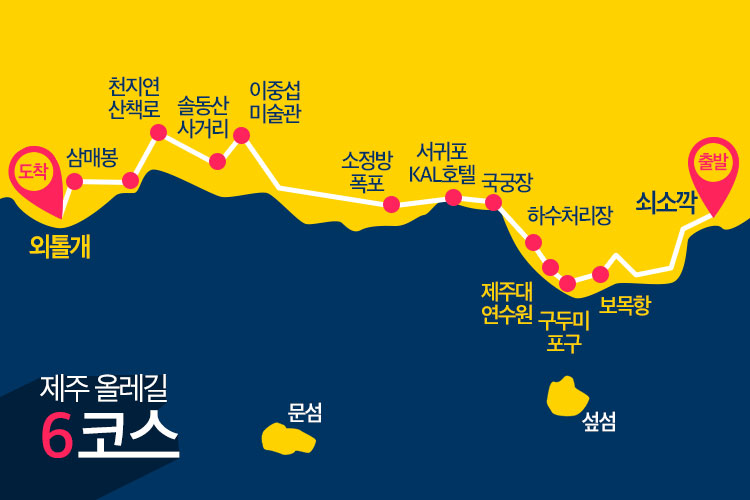 천지연
산책로
솔동산
사거리
이중섭
미술관
도착
삼매봉
외돌개
소정방
폭포
서귀포
KAL호텔
국궁장
하수처리장
출발
쇠소깍
제주대
연수원
구두미
포구
보목항
제주 올레길
6코스
문섬
섶섬